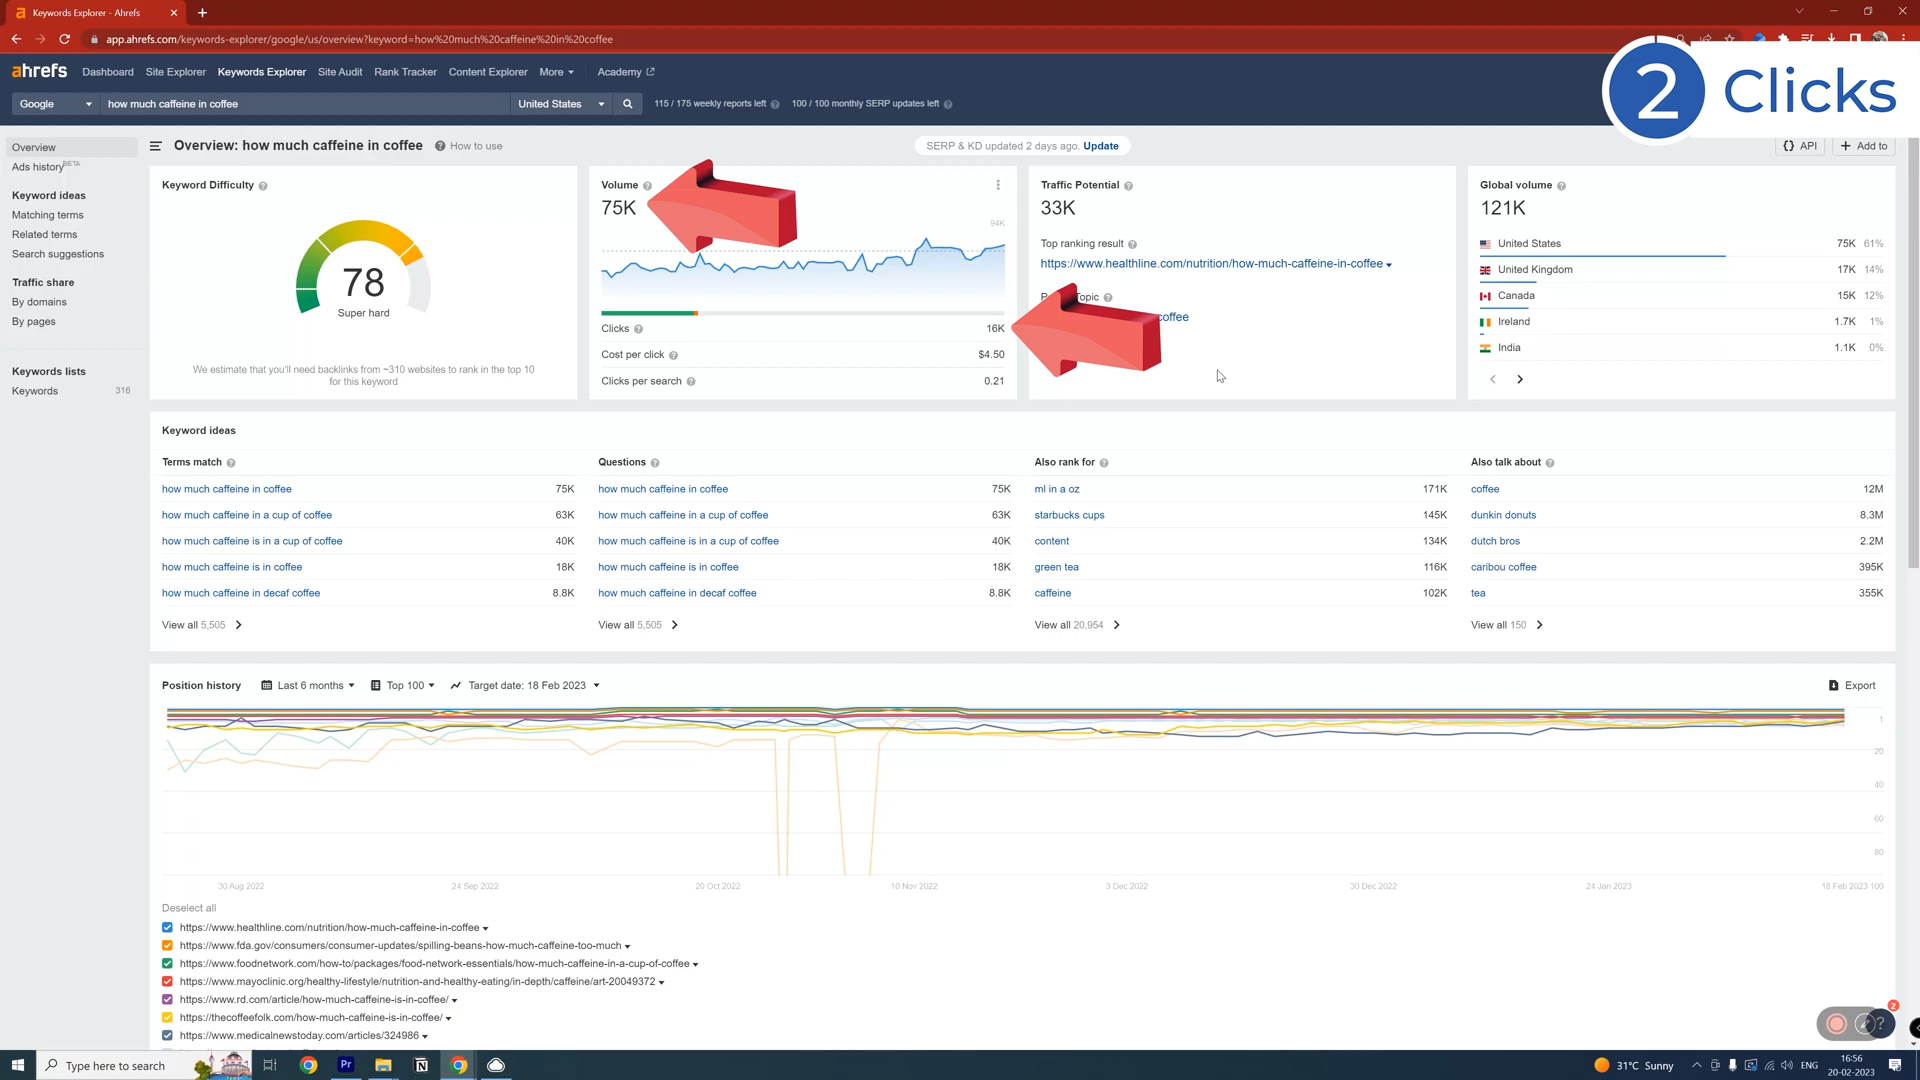 Keywords Explorer - Ahrefs
app.ahrefs.com/keywords-explorer/google/us/overview?keyword=how%20much%20caffeine%20in%20coffee
2 Clicks
ahrefs Dashboard Site Explorer Keywords Explorer Site Audit Rank Tracker Content Explorer More Academy
Google how much caffeine in coffee United States 115 / 175 weekly reports left 100 / 100 monthly SERP updates left
Overview
Ads history BETA
Keyword ideas
Matching terms
Related terms
Search suggestions
Traffic share
By domains
By pages
Keywords lists
Keywords 316
Overview: how much caffeine in coffee ? How to use
SERP & KD updated 2 days ago. Update
{} API + Add to
Keyword Difficulty ?
78
Super hard
We estimate that you'll need backlinks from ~310 websites to rank in the top 10
for this keyword
Volume ?
75K
94K
Clicks ? 16K
Cost per click ? $4.50
Clicks per search ? 0.21
Traffic Potential ?
33K
Top ranking result ?
https://www.healthline.com/nutrition/how-much-caffeine-in-coffee
Topic ?
coffee
Global volume ?
121K
United States 75K 61%
United Kingdom 17K 14%
Canada 15K 12%
Ireland 1.7K 1%
India 1.1K 0%
Keyword ideas
Terms match ?
how much caffeine in coffee 75K
how much caffeine in a cup of coffee 63K
how much caffeine is in a cup of coffee 40K
how much caffeine is in coffee 18K
how much caffeine in decaf coffee 8.8K
View all 5,505
Questions ?
how much caffeine in coffee 75K
how much caffeine in a cup of coffee 63K
how much caffeine is in a cup of coffee 40K
how much caffeine is in coffee 18K
how much caffeine in decaf coffee 8.8K
View all 5,505
Also rank for ?
ml in a oz 171K
starbucks cups 145K
content 134K
green tea 116K
caffeine 102K
View all 20,954
Also talk about ?
coffee 12M
dunkin donuts 8.3M
dutch bros 2.2M
caribou coffee 395K
tea 355K
View all 150
Position history Last 6 months Top 100 Target date: 18 Feb 2023 Export
1
20
40
60
80
30 Aug 2022 24 Sep 2022 20 Oct 2022 10 Nov 2022 3 Dec 2022 30 Dec 2022 24 Jan 2023 18 Feb 2023 100
Deselect all
https://www.healthline.com/nutrition/how-much-caffeine-in-coffee
https://www.fda.gov/consumers/consumer-updates/spilling-beans-how-much-caffeine-too-much
https://www.foodnetwork.com/how-to/packages/food-network-essentials/how-much-caffeine-in-a-cup-of-coffee
https://www.mayoclinic.org/healthy-lifestyle/nutrition-and-healthy-eating/in-depth/caffeine/art-20049372
https://www.rd.com/article/how-much-caffeine-is-in-coffee/
https://thecoffeefolk.com/how-much-caffeine-is-in-coffee/
https://www.medicalnewstoday.com/articles/324986
2
?
Type here to search
Pr
N
31°C Sunny
ENG
16:56
20-02-2023